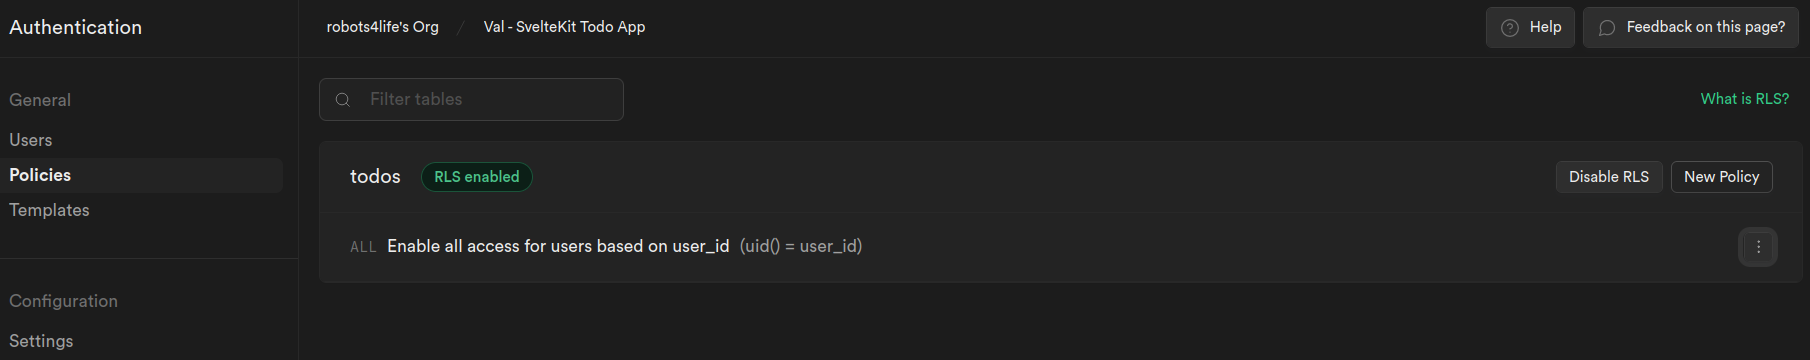 Authentication
robots4life's Org / Val - SvelteKit Todo App
Help
Feedback on this page?
General
Users
Policies
Templates
Configuration
Settings
Filter tables
What is RLS?
todos RLS enabled
Disable RLS
New Policy
ALL Enable all access for users based on user_id (uid() = user_id)